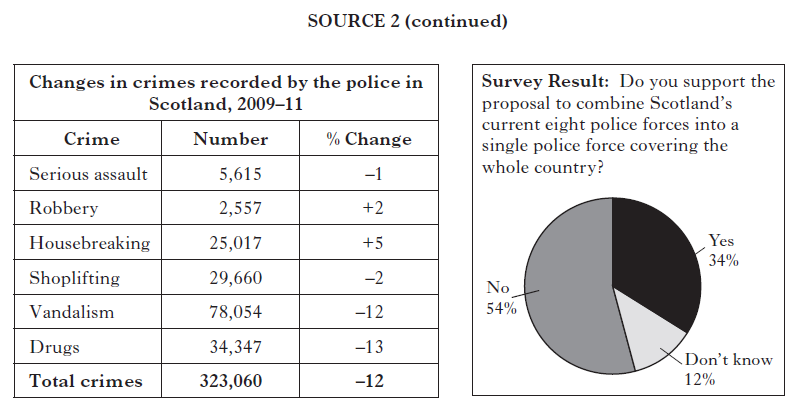 SOURCE 2 (continued)
Changes in crimes recorded by the police in
Scotland, 2009–11
Crime Number % Change
Serious assault 5,615 –1
Robbery 2,557 +2
Housebreaking 25,017 +5
Shoplifting 29,660 –2
Vandalism 78,054 –12
Drugs 34,347 –13
Total crimes 323,060 –12
Survey Result: Do you support the
proposal to combine Scotland’s
current eight police forces into a
single police force covering the
whole country?
Yes
34%
No
54%
Don’t know
12%